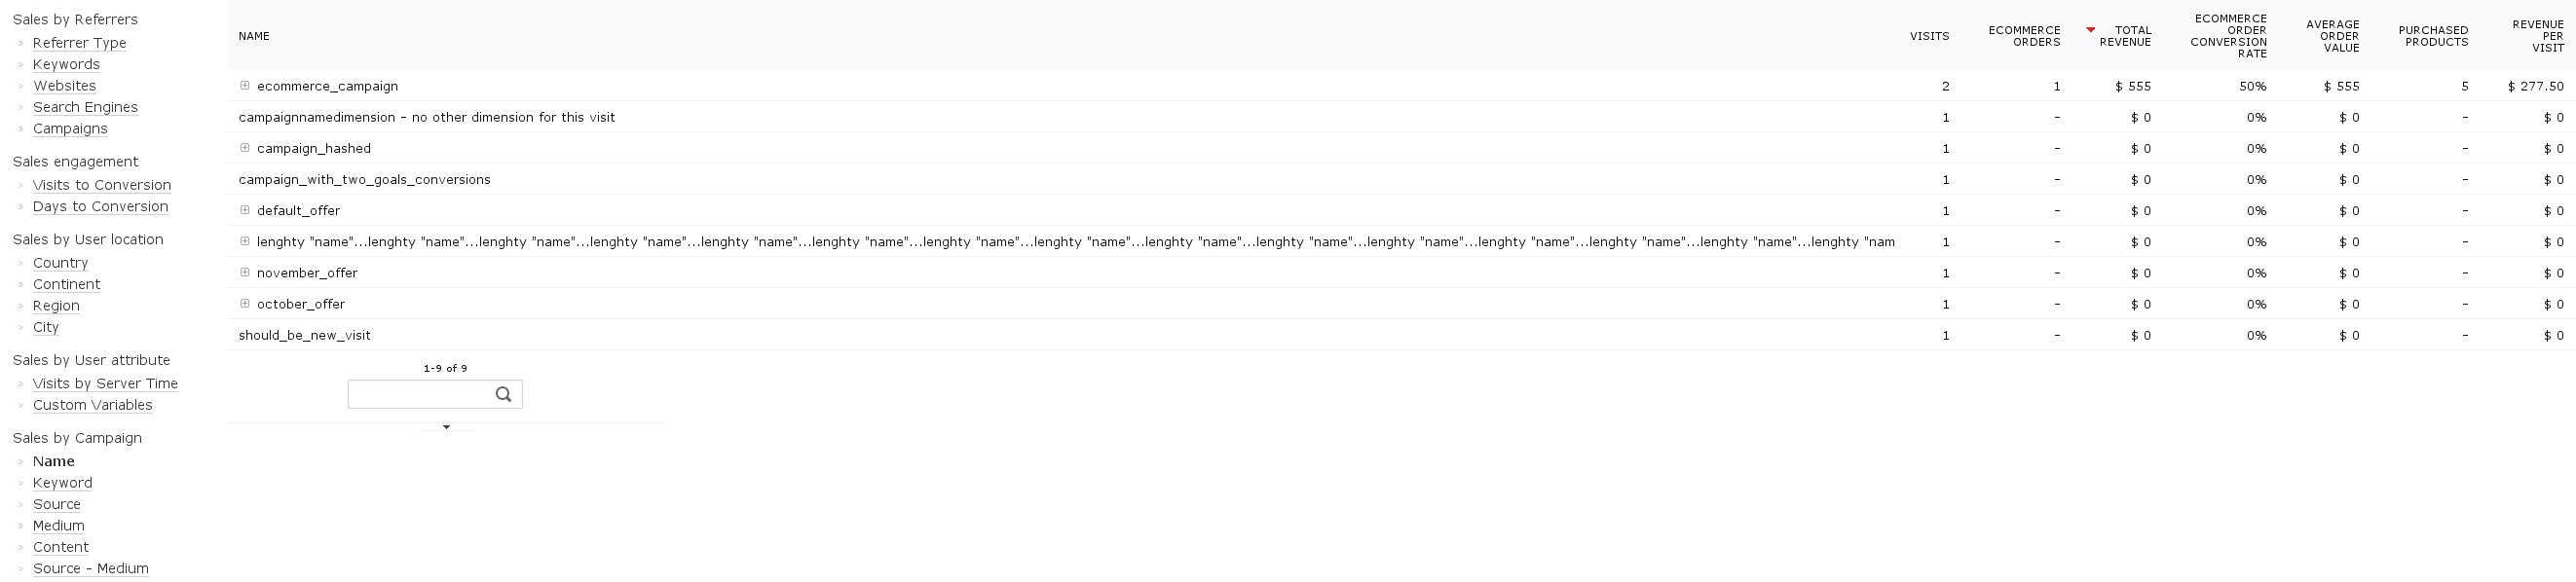 Sales by Referrers
» Referrer Type
» Keywords
» Websites
» Search Engines
» Campaigns
Sales engagement
» Visits to Conversion
» Days to Conversion
Sales by User location
» Country
» Continent
» Region
» City
Sales by User attribute
» Visits by Server Time
» Custom Variables
Sales by Campaign
» Name
» Keyword
» Source
» Medium
» Content
» Source - Medium
NAME VISITS ECOMMERCE ORDERS TOTAL REVENUE ECOMMERCE ORDER CONVERSION RATE AVERAGE ORDER VALUE PURCHASED PRODUCTS REVENUE PER VISIT
ecommerce_campaign 2 1 $ 555 50% $ 555 5 $ 277.50
campaignnamedimension - no other dimension for this visit 1 - $ 0 0% $ 0 - $ 0
campaign_hashed 1 - $ 0 0% $ 0 - $ 0
campaign_with_two_goals_conversions 1 - $ 0 0% $ 0 - $ 0
default_offer 1 - $ 0 0% $ 0 - $ 0
lenghty "name"...lenghty "name"...lenghty "name"...lenghty "name"...lenghty "name"...lenghty "name"...lenghty "name"...lenghty "name"...lenghty "name"...lenghty "name"...lenghty "name"...lenghty "name"...lenghty "name"...lenghty "name"...lenghty "nam 1 - $ 0 0% $ 0 - $ 0
november_offer 1 - $ 0 0% $ 0 - $ 0
october_offer 1 - $ 0 0% $ 0 - $ 0
should_be_new_visit 1 - $ 0 0% $ 0 - $ 0
1-9 of 9